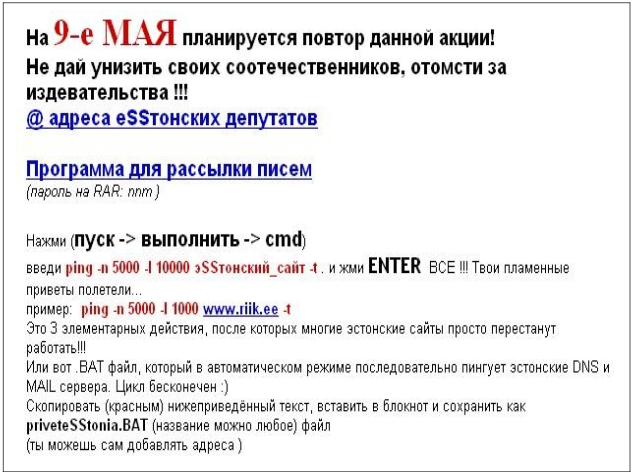 На 9-е МАЯ планируется повтор данной акции!
Не дай унизить своих соотечественников, отомсти за
издевательства !!!
@ адреса eSSтонских депутатов
Программа для рассылки писем
(пароль на RAR: nnm )
Нажми (пуск -> выполнить -> cmd)
введи ping -n 5000 -l 10000 эSSтонский_сайт -t . и жми ENTER ВСЕ !!! Твои пламенные
приветы полетели...
пример: ping -n 5000 -l 1000 www.riik.ee -t
Это 3 элементарных действия, после которых многие эстонские сайты просто перестанут
работать!!!
Или вот .BAT файл, который в автоматическом режиме последовательно пингует эстонские DNS и
MAIL сервера. Цикл бесконечен :)
Скопировать (красным) нижеприведённый текст, вставить в блокнот и сохранить как
priveteSStonia.BAT (название можно любое) файл
(ты можешь сам добавлять адреса )